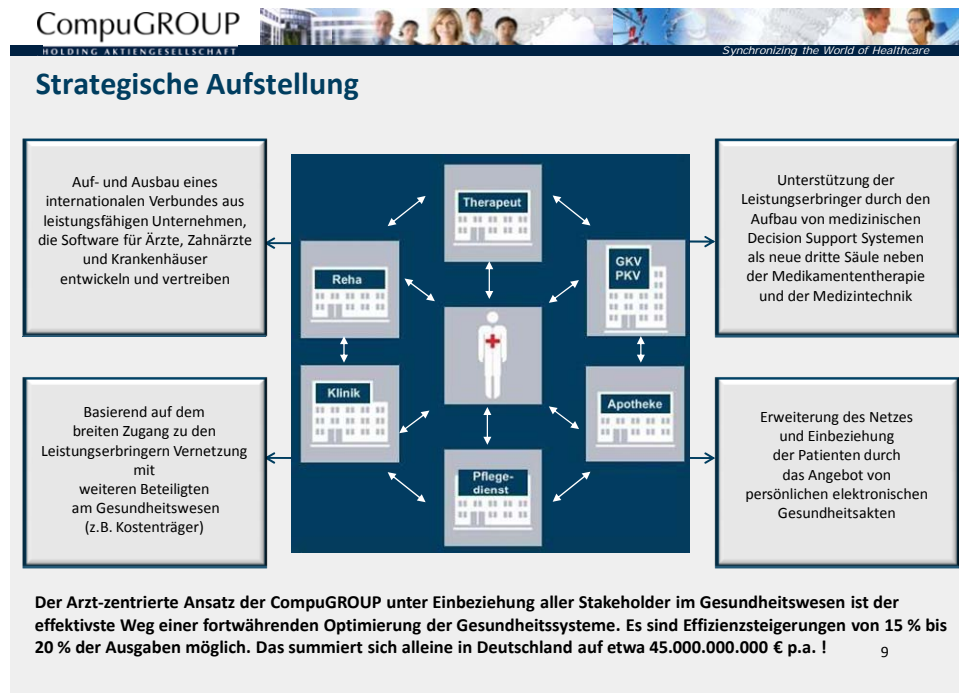 CompuGROUP
HOLDING AKTIENGESELLSCHAFT
Synchronizing the World of Healthcare
Strategische Aufstellung
Auf- und Ausbau eines
internationalen Verbundes aus
leistungsfähigen Unternehmen,
die Software für Ärzte, Zahnärzte
und Krankenhäuser
entwickeln und vertreiben
Basierend auf dem
breiten Zugang zu den
Leistungserbringern Vernetzung
mit
weiteren Beteiligten
am Gesundheitswesen
(z.B. Kostenträger)
Therapeut
Reha
GKV
PKV
Klinik
Apotheke
Pflege-
dienst
Unterstützung der
Leistungserbringer durch den
Aufbau von medizinischen
Decision Support Systemen
als neue dritte Säule neben
der Medikamententherapie
und der Medizintechnik
Erweiterung des Netzes
und Einbeziehung
der Patienten durch
das Angebot von
persönlichen elektronischen
Gesundheitsakten
Der Arzt-zentrierte Ansatz der CompuGROUP unter Einbeziehung aller Stakeholder im Gesundheitswesen ist der
effektivste Weg einer fortwährenden Optimierung der Gesundheitssysteme. Es sind Effizienzsteigerungen von 15 % bis
20 % der Ausgaben möglich. Das summiert sich alleine in Deutschland auf etwa 45.000.000.000 € p.a. !
9